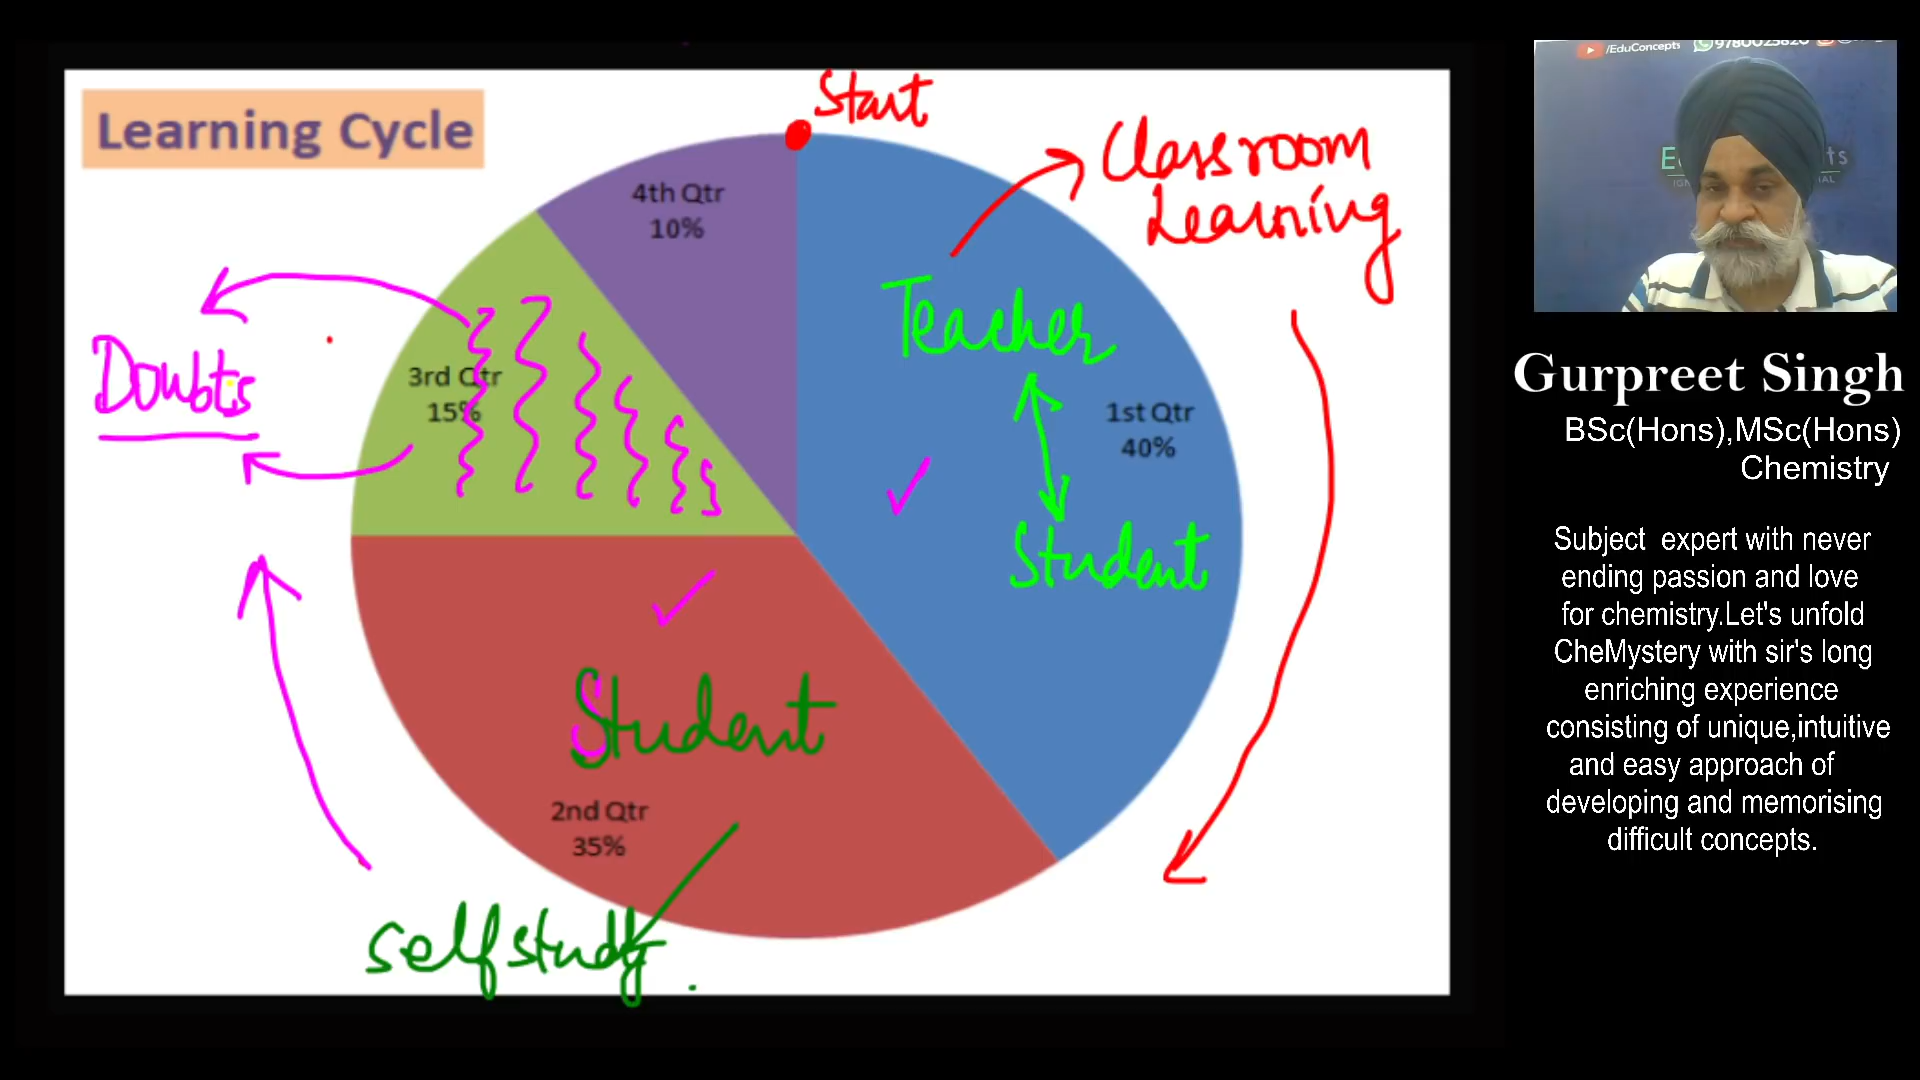 Learning Cycle
Start
Classroom
Learning
4th Qtr
10%
Teacher
Doubts
3rd Qtr
15%
1st Qtr
40%
Student
Student
2nd Qtr
35%
self study
/EduConcepts
Gurpreet Singh
BSc(Hons),MSc(Hons)
Chemistry
Subject expert with never
ending passion and love
for chemistry.Let's unfold
CheMystery with sir's long
enriching experience
consisting of unique,intuitive
and easy approach of
developing and memorising
difficult concepts.